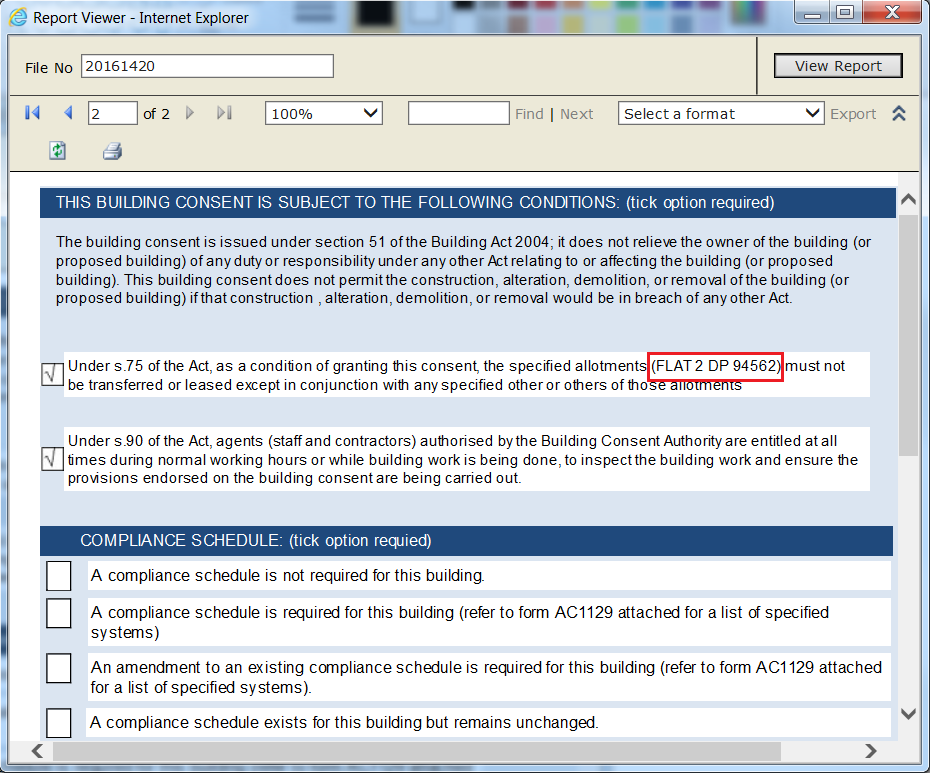 Report Viewer - Internet Explorer
File No 20161420 View Report
2 of 2 100% Find | Next Select a format Export
THIS BUILDING CONSENT IS SUBJECT TO THE FOLLOWING CONDITIONS: (tick option required)
The building consent is issued under section 51 of the Building Act 2004; it does not relieve the owner of the building (or
proposed building) of any duty or responsibility under any other Act relating to or affecting the building (or proposed
building). This building consent does not permit the construction, alteration, demolition, or removal of the building (or
proposed building) if that construction , alteration, demolition, or removal would be in breach of any other Act.
√ Under s.75 of the Act, as a condition of granting this consent, the specified allotments (FLAT 2 DP 94562) must not
be transferred or leased except in conjunction with any specified other or others of those allotments
√ Under s.90 of the Act, agents (staff and contractors) authorised by the Building Consent Authority are entitled at all
times during normal working hours or while building work is being done, to inspect the building work and ensure the
provisions endorsed on the building consent are being carried out.
COMPLIANCE SCHEDULE: (tick option requied)
A compliance schedule is not required for this building.
A compliance schedule is required for this building (refer to form AC1129 attached for a list of specified
systems)
An amendment to an existing compliance schedule is required for this building (refer to form AC1129 attached
for a list of specified systems).
A compliance schedule exists for this building but remains unchanged.